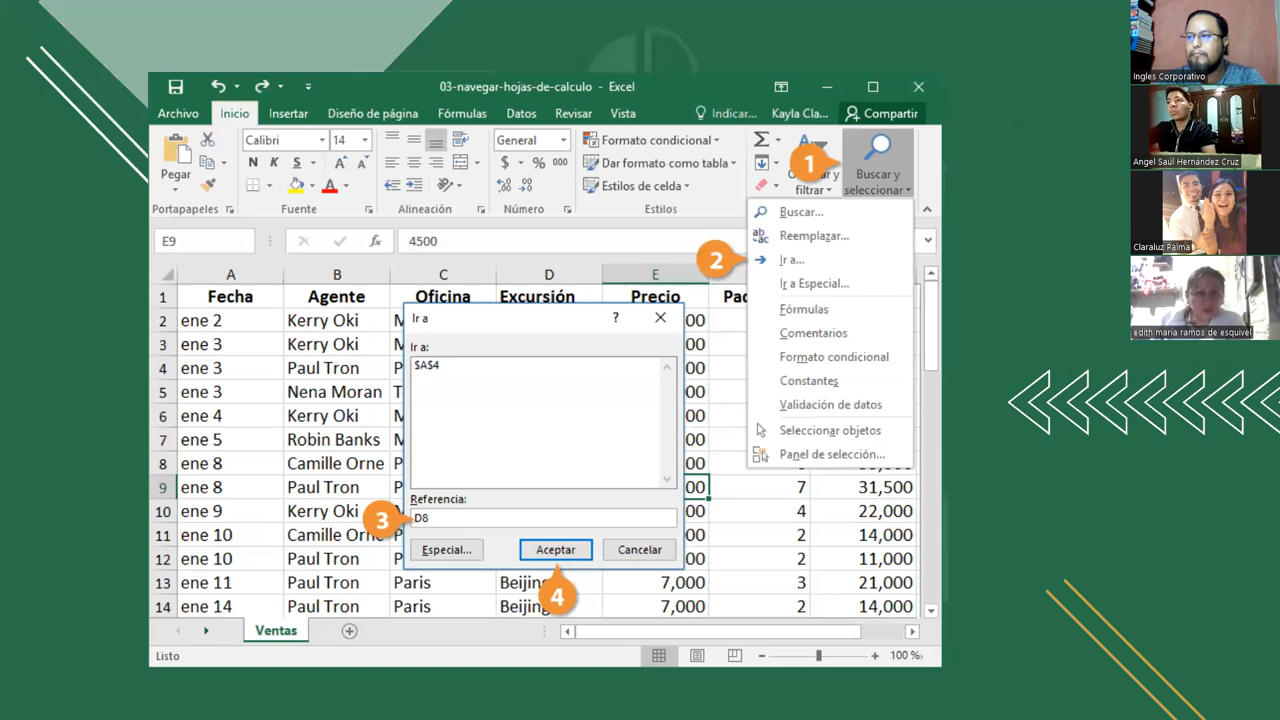 03-navegar-hojas-de-calculo - Excel
Archivo Inicio Insertar Diseño de página Fórmulas Datos Revisar Vista Indicar... Kayla Cla... Compartir
Calibri 14 General Formato condicional Σ
N K S $ % 000 Dar formato como tabla
Pegar Estilos de celda filtrar Buscar y seleccionar
Portapapeles Fuente Alineación Número Estilos
1
Buscar...
Reemplazar...
2 Ir a...
Ir a Especial...
Fórmulas
Comentarios
Formato condicional
Constantes
Validación de datos
Seleccionar objetos
Panel de selección...
E9 fx 4500
A B C D E
1 Fecha Agente Oficina Excursión Precio
2 ene 2 Kerry Oki
3 ene 3 Kerry Oki
4 ene 3 Paul Tron
5 ene 3 Nena Moran
6 ene 4 Kerry Oki
7 ene 5 Robin Banks
8 ene 8 Camille Orne
9 ene 8 Paul Tron 7 31,500
10 ene 9 Kerry Oki 4 22,000
11 ene 10 Camille Orne 2 14,000
12 ene 10 Paul Tron 2 11,000
13 ene 11 Paul Tron Paris Beijing 7,000 3 21,000
14 ene 14 Paul Tron Paris Beijing 7,000 2 14,000
Ir a ?
Ir a:
$A$4
Referencia:
3 D8
Especial... Aceptar Cancelar
4
Ventas
Listo 100 %
Ingles Corporativo
Angel Saúl Hernández Cruz
Claraluz Palma
edith maria ramos de esquivel